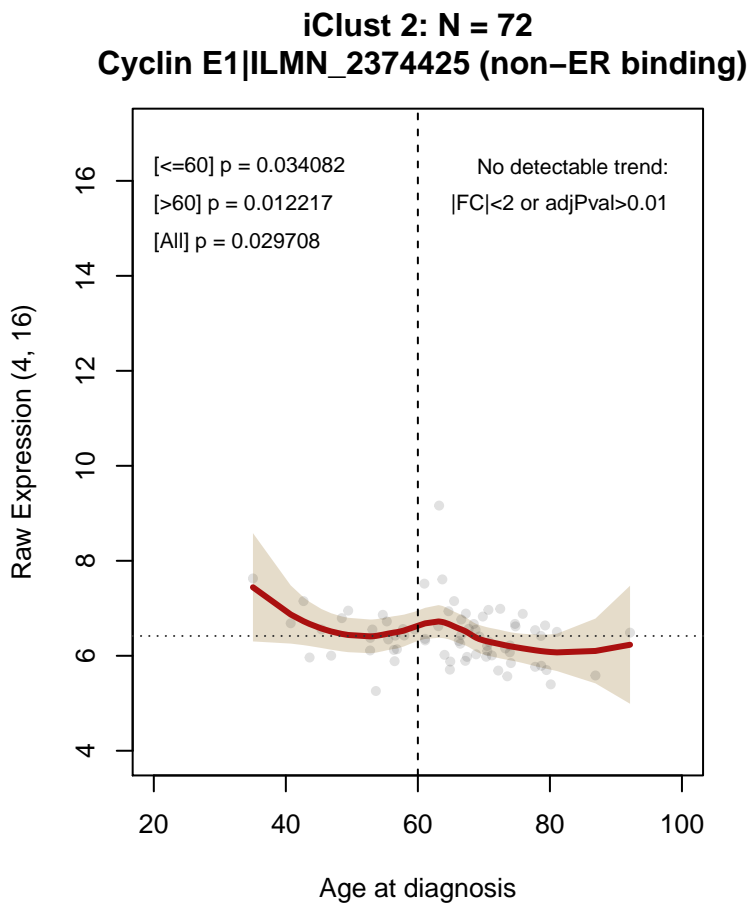 iClust 2: N = 72
Cyclin E1|ILMN_2374425 (non−ER binding)
[<=60] p = 0.034082
[>60] p = 0.012217
[All] p = 0.029708
No detectable trend:
|FC|<2 or adjPval>0.01
Raw Expression (4, 16)
16
14
12
10
8
6
4
20 40 60 80 100
Age at diagnosis